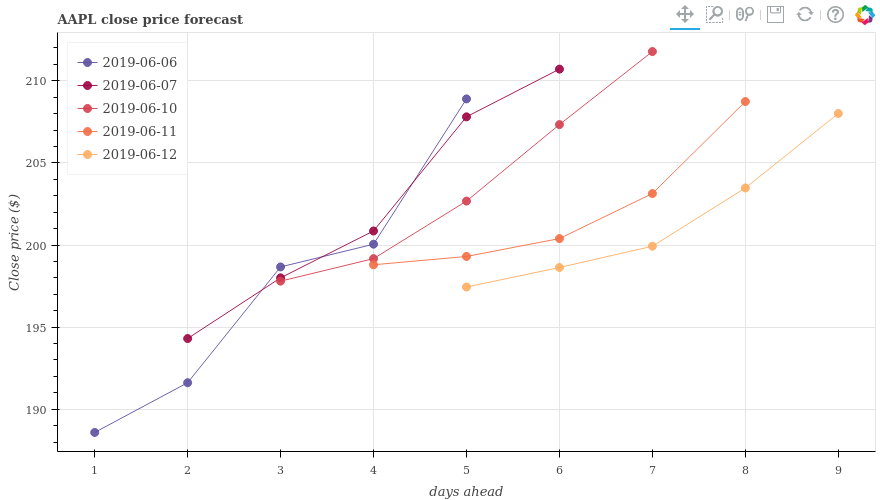 AAPL close price forecast
2019-06-06
2019-06-07
2019-06-10
2019-06-11
2019-06-12
Close price ($)
210
205
200
195
190
1 2 3 4 5 6 7 8 9
days ahead